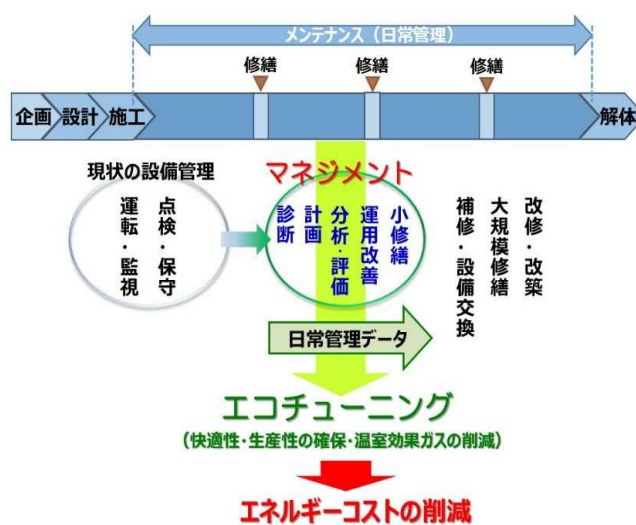 メンテナンス（日常管理）
修繕
修繕
修繕
企画
設計
施工
解体
現状の設備管理
点検・保守
運転・監視
マネジメント
小修繕
運用改善
分析・評価
計画
診断
改修・改築
大規模修繕
補修・設備交換
日常管理データ
エコチューニング
（快適性・生産性の確保・温室効果ガスの削減）
エネルギーコストの削減